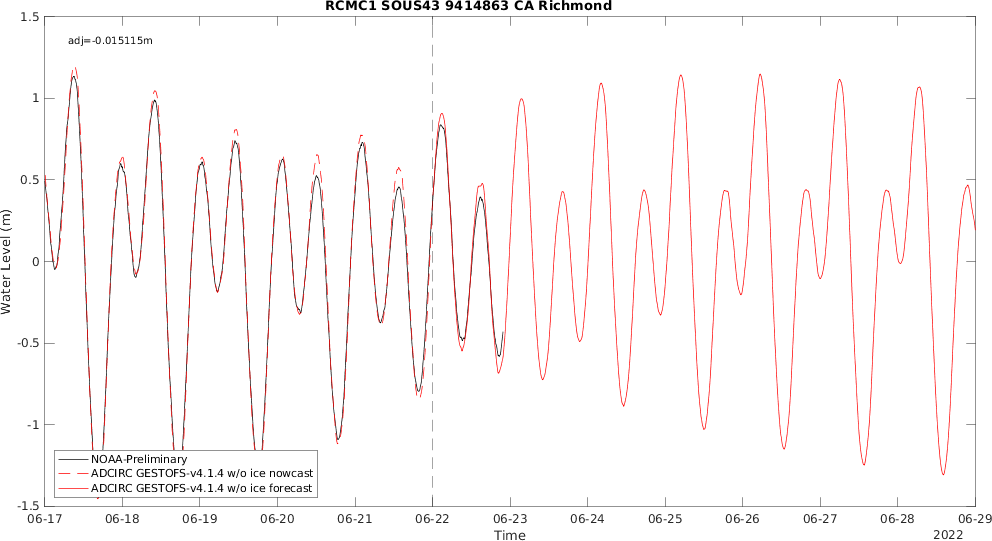 RCMC1 SOUS43 9414863 CA Richmond
adj=-0.015115m
Water Level (m)
1.5
1
0.5
0
-0.5
-1
-1.5
NOAA-Preliminary
ADCIRC GESTOFS-v4.1.4 w/o ice nowcast
ADCIRC GESTOFS-v4.1.4 w/o ice forecast
06-17 06-18 06-19 06-20 06-21 06-22 06-23 06-24 06-25 06-26 06-27 06-28 06-29
Time
2022